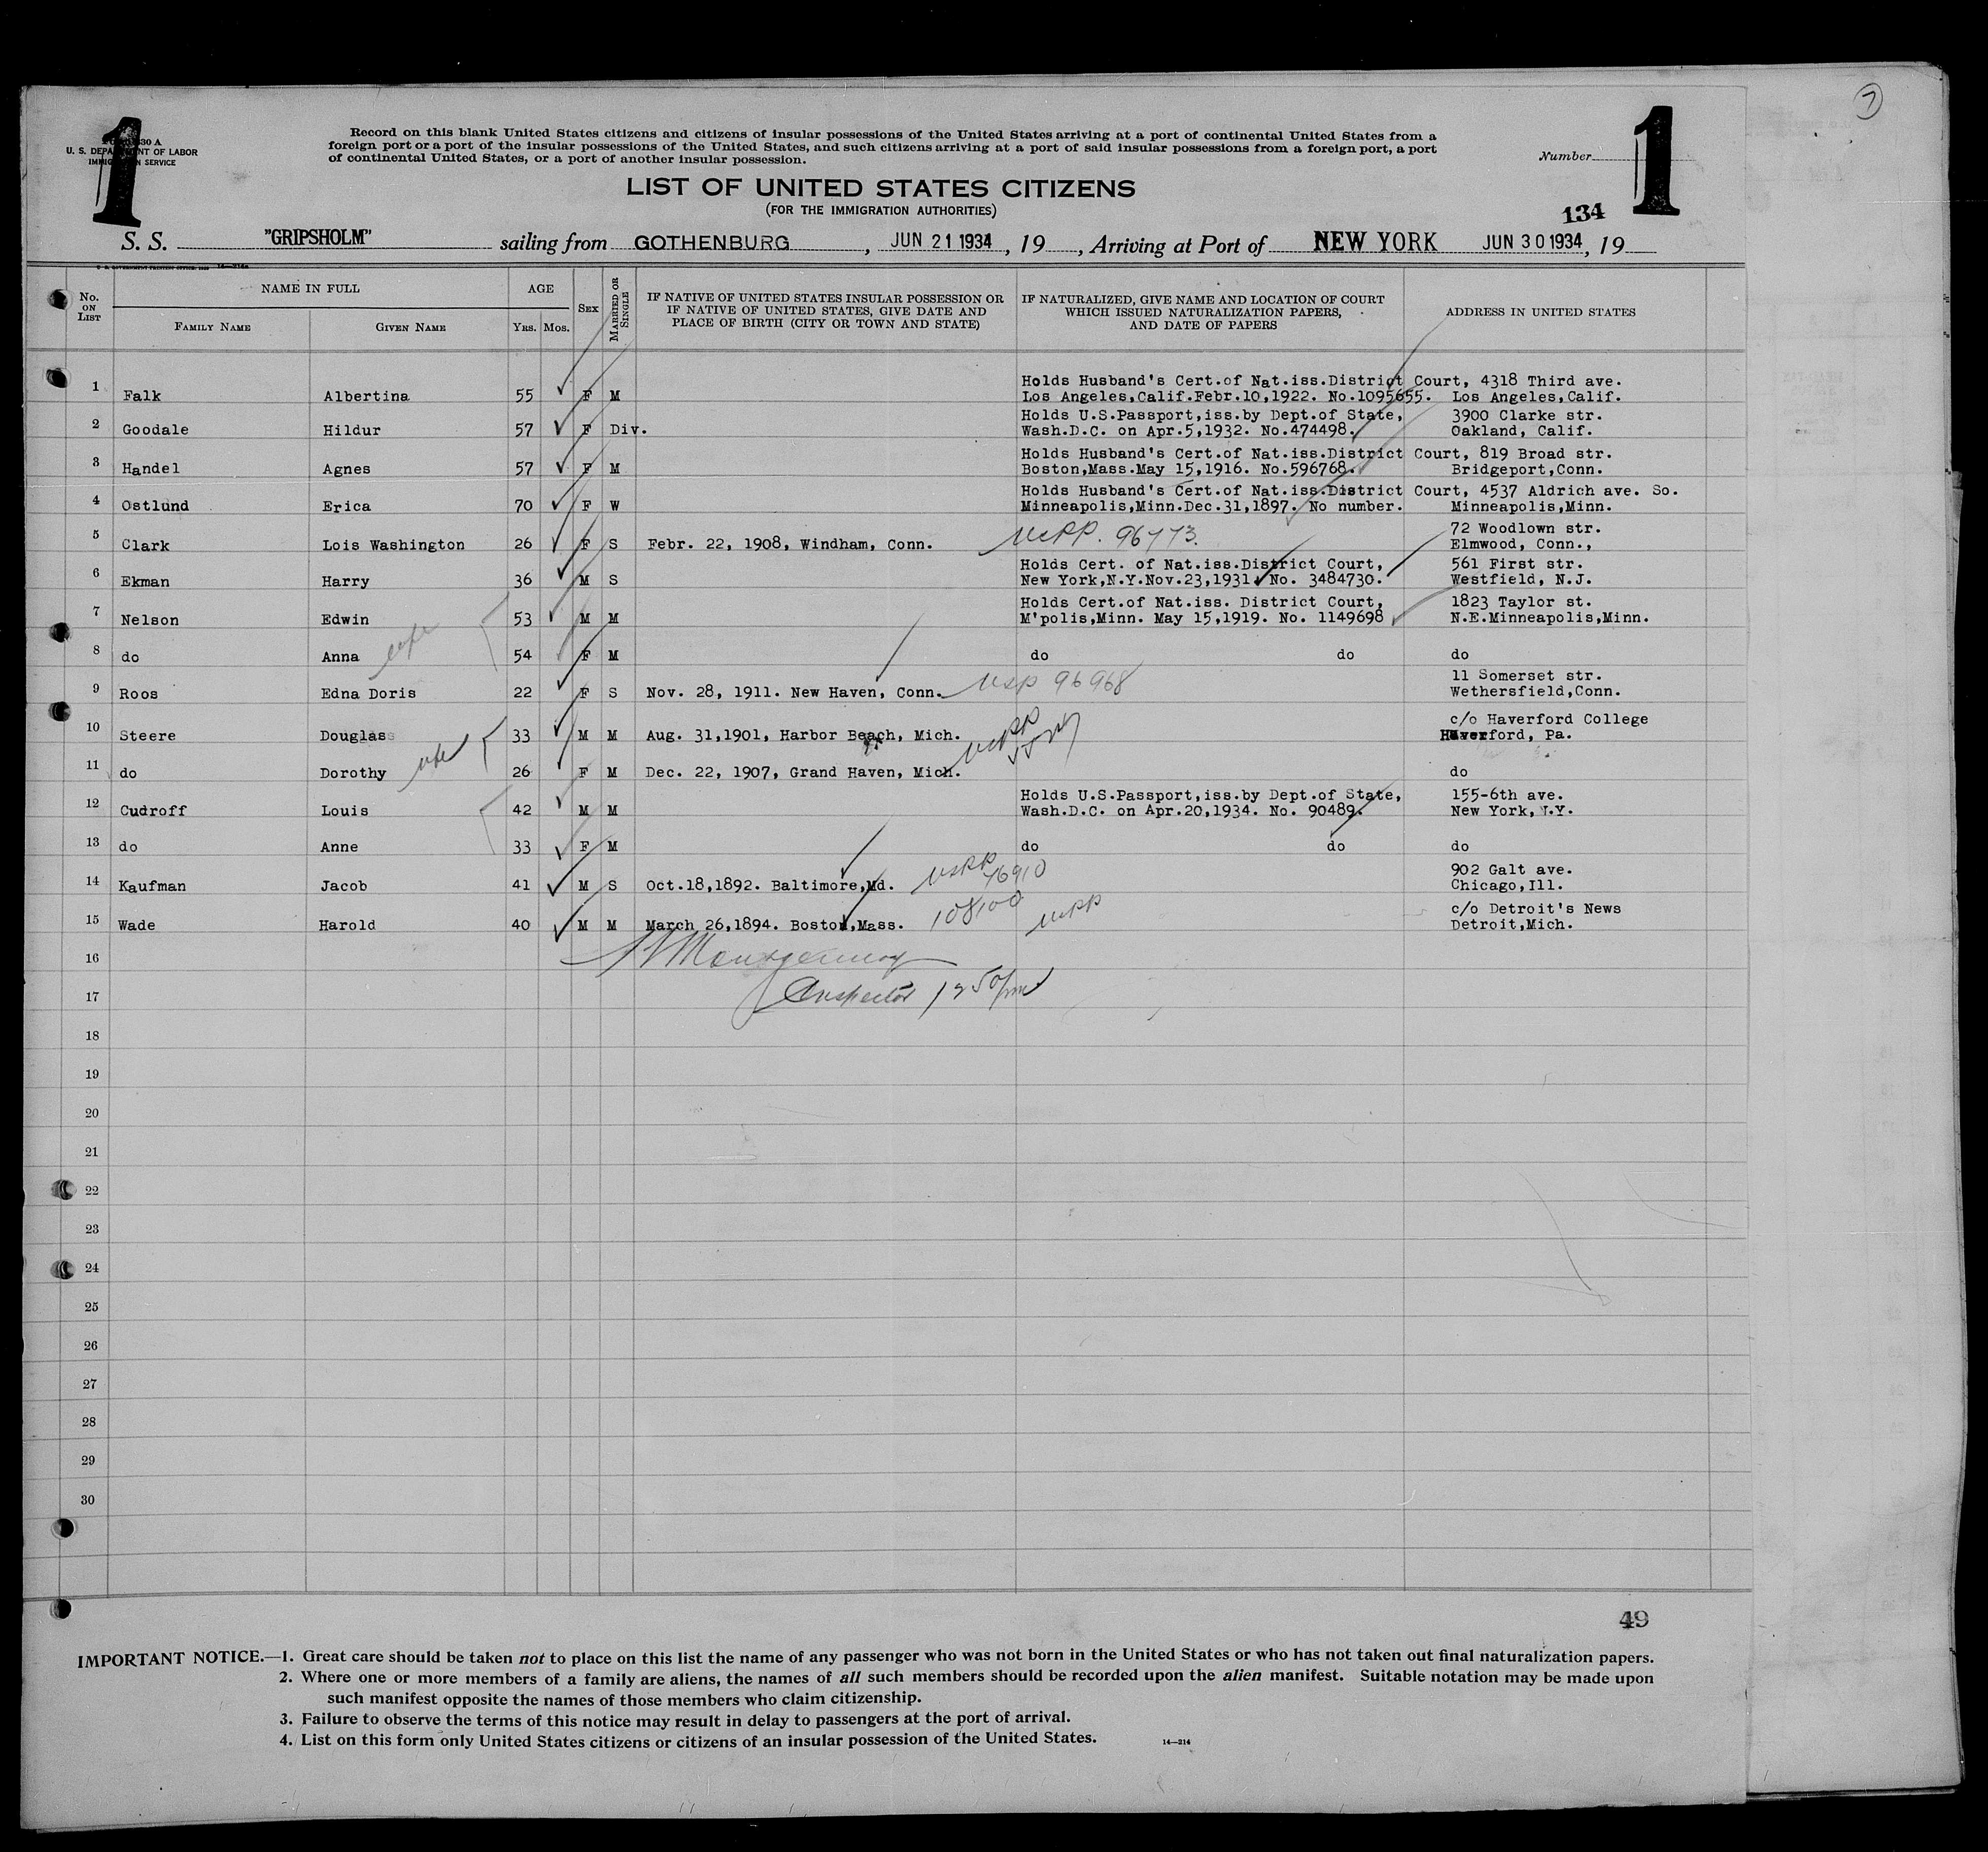 7
1
1
FORM 630 A
U. S. DEPARTMENT OF LABOR
IMMIGRATION SERVICE
Record on this blank United States citizens and citizens of insular possessions of the United States arriving at a port of continental United States from a
foreign port or a port of the insular possessions of the United States, and such citizens arriving at a port of said insular possessions from a foreign port, a port
of continental United States, or a port of another insular possession.
Number
LIST OF UNITED STATES CITIZENS
(FOR THE IMMIGRATION AUTHORITIES)
134
S. S. "GRIPSHOLM" sailing from GOTHENBURG , JUN 21 1934 , 19 , Arriving at Port of NEW YORK JUN 30 1934 , 19
No. ON LIST
NAME IN FULL
FAMILY NAME GIVEN NAME
AGE
YRS. MOS.
SEX
MARRIED OR SINGLE
IF NATIVE OF UNITED STATES INSULAR POSSESSION OR
IF NATIVE OF UNITED STATES, GIVE DATE AND
PLACE OF BIRTH (CITY OR TOWN AND STATE)
IF NATURALIZED, GIVE NAME AND LOCATION OF COURT
WHICH ISSUED NATURALIZATION PAPERS,
AND DATE OF PAPERS
ADDRESS IN UNITED STATES
Holds Husband's Cert.of Nat.iss.District Court, 4318 Third ave.
1 Falk Albertina 55 F M Los Angeles,Calif.Febr.10,1922. No.1095655. Los Angeles,Calif.
Holds U.S.Passport,iss.by Dept.of State, 3900 Clarke str.
2 Goodale Hildur 57 F Div. Wash.D.C. on Apr.5,1932. No.474498. Oakland, Calif.
Holds Husband's Cert.of Nat.iss.District Court, 819 Broad str.
3 Handel Agnes 57 F M Boston,Mass.May 15,1916. No.596768. Bridgeport,Conn.
Holds Husband's Cert.of Nat.iss.District Court, 4537 Aldrich ave. So.
4 Ostlund Erica 70 F W Minneapolis,Minn.Dec.31,1897. No number. Minneapolis,Minn.
72 Woodlown str.
5 Clark Lois Washington 26 F S Febr. 22, 1908, Windham, Conn. USPP. 96773. Elmwood, Conn.,
Holds Cert. of Nat.iss.District Court, 561 First str.
6 Ekman Harry 36 M S New York,N.Y.Nov.23,1931. No. 3484730. Westfield, N.J.
Holds Cert.of Nat.iss. District Court, 1823 Taylor st.
7 Nelson Edwin 53 M M M'polis,Minn. May 15,1919. No. 1149698 N.E.Minneapolis,Minn.
8 do Anna wife 54 F M do do do
11 Somerset str.
9 Roos Edna Doris 22 F S Nov. 28, 1911. New Haven, Conn. USP 96968 Wethersfield,Conn.
c/o Haverford College
10 Steere Douglas 33 M M Aug. 31,1901, Harbor Beach, Mich. USPP Haverford, Pa.
11 do Dorothy wife 26 F M Dec. 22, 1907, Grand Haven, Mich. do
Holds U.S.Passport,iss.by Dept.of State, 155-6th ave.
12 Cudroff Louis 42 M M Wash.D.C. on Apr.20,1934. No. 90489. New York, N.Y.
13 do Anne 33 F M do do do
902 Galt ave.
14 Kaufman Jacob 41 M S Oct.18,1892. Baltimore,Md. USPP 76910 Chicago,Ill.
c/o Detroit's News
15 Wade Harold 40 M M March 26,1894. Boston,Mass. 108100 USPP Detroit,Mich.
16 Montgomery
17 Inspector 1250 pm
18
19
20
21
22
23
24
25
26
27
28
29
30
49
IMPORTANT NOTICE.—1. Great care should be taken not to place on this list the name of any passenger who was not born in the United States or who has not taken out final naturalization papers.
2. Where one or more members of a family are aliens, the names of all such members should be recorded upon the alien manifest. Suitable notation may be made upon
such manifest opposite the names of those members who claim citizenship.
3. Failure to observe the terms of this notice may result in delay to passengers at the port of arrival.
4. List on this form only United States citizens or citizens of an insular possession of the United States. 14—214